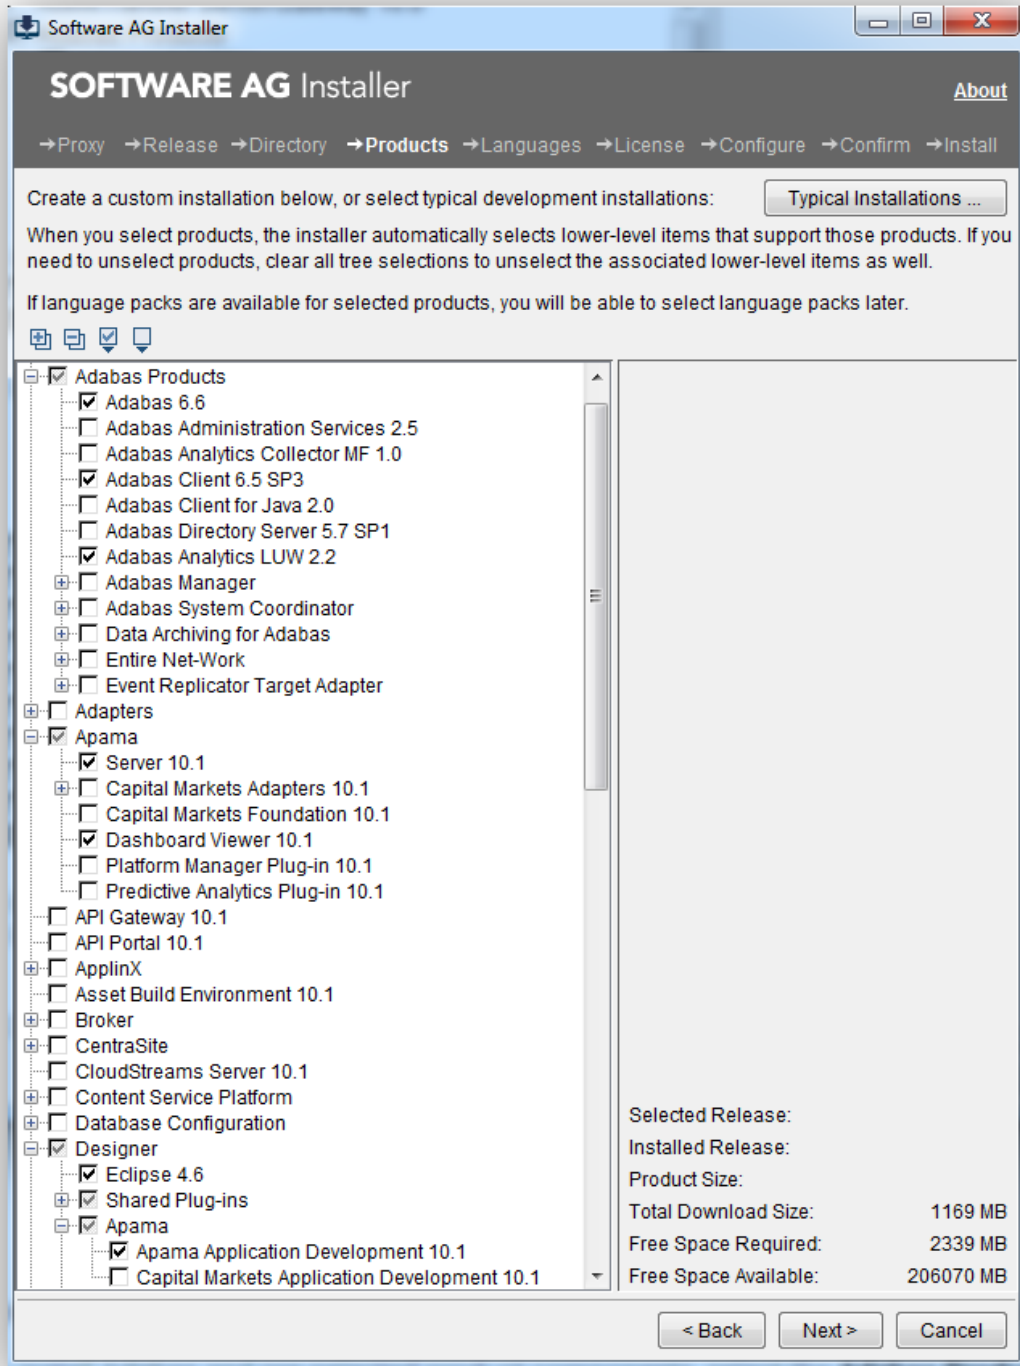 Software AG Installer
SOFTWARE AG Installer
About
→Proxy →Release →Directory →Products →Languages →License →Configure →Confirm →Install
Create a custom installation below, or select typical development installations:
Typical Installations ...
When you select products, the installer automatically selects lower-level items that support those products. If you
need to unselect products, clear all tree selections to unselect the associated lower-level items as well.
If language packs are available for selected products, you will be able to select language packs later.
Adabas Products
Adabas 6.6
Adabas Administration Services 2.5
Adabas Analytics Collector MF 1.0
Adabas Client 6.5 SP3
Adabas Client for Java 2.0
Adabas Directory Server 5.7 SP1
Adabas Analytics LUW 2.2
Adabas Manager
Adabas System Coordinator
Data Archiving for Adabas
Entire Net-Work
Event Replicator Target Adapter
Adapters
Apama
Server 10.1
Capital Markets Adapters 10.1
Capital Markets Foundation 10.1
Dashboard Viewer 10.1
Platform Manager Plug-in 10.1
Predictive Analytics Plug-in 10.1
API Gateway 10.1
API Portal 10.1
ApplinX
Asset Build Environment 10.1
Broker
CentraSite
CloudStreams Server 10.1
Content Service Platform
Database Configuration
Designer
Eclipse 4.6
Shared Plug-ins
Apama
Apama Application Development 10.1
Capital Markets Application Development 10.1
Selected Release:
Installed Release:
Product Size:
Total Download Size: 1169 MB
Free Space Required: 2339 MB
Free Space Available: 206070 MB
< Back
Next >
Cancel